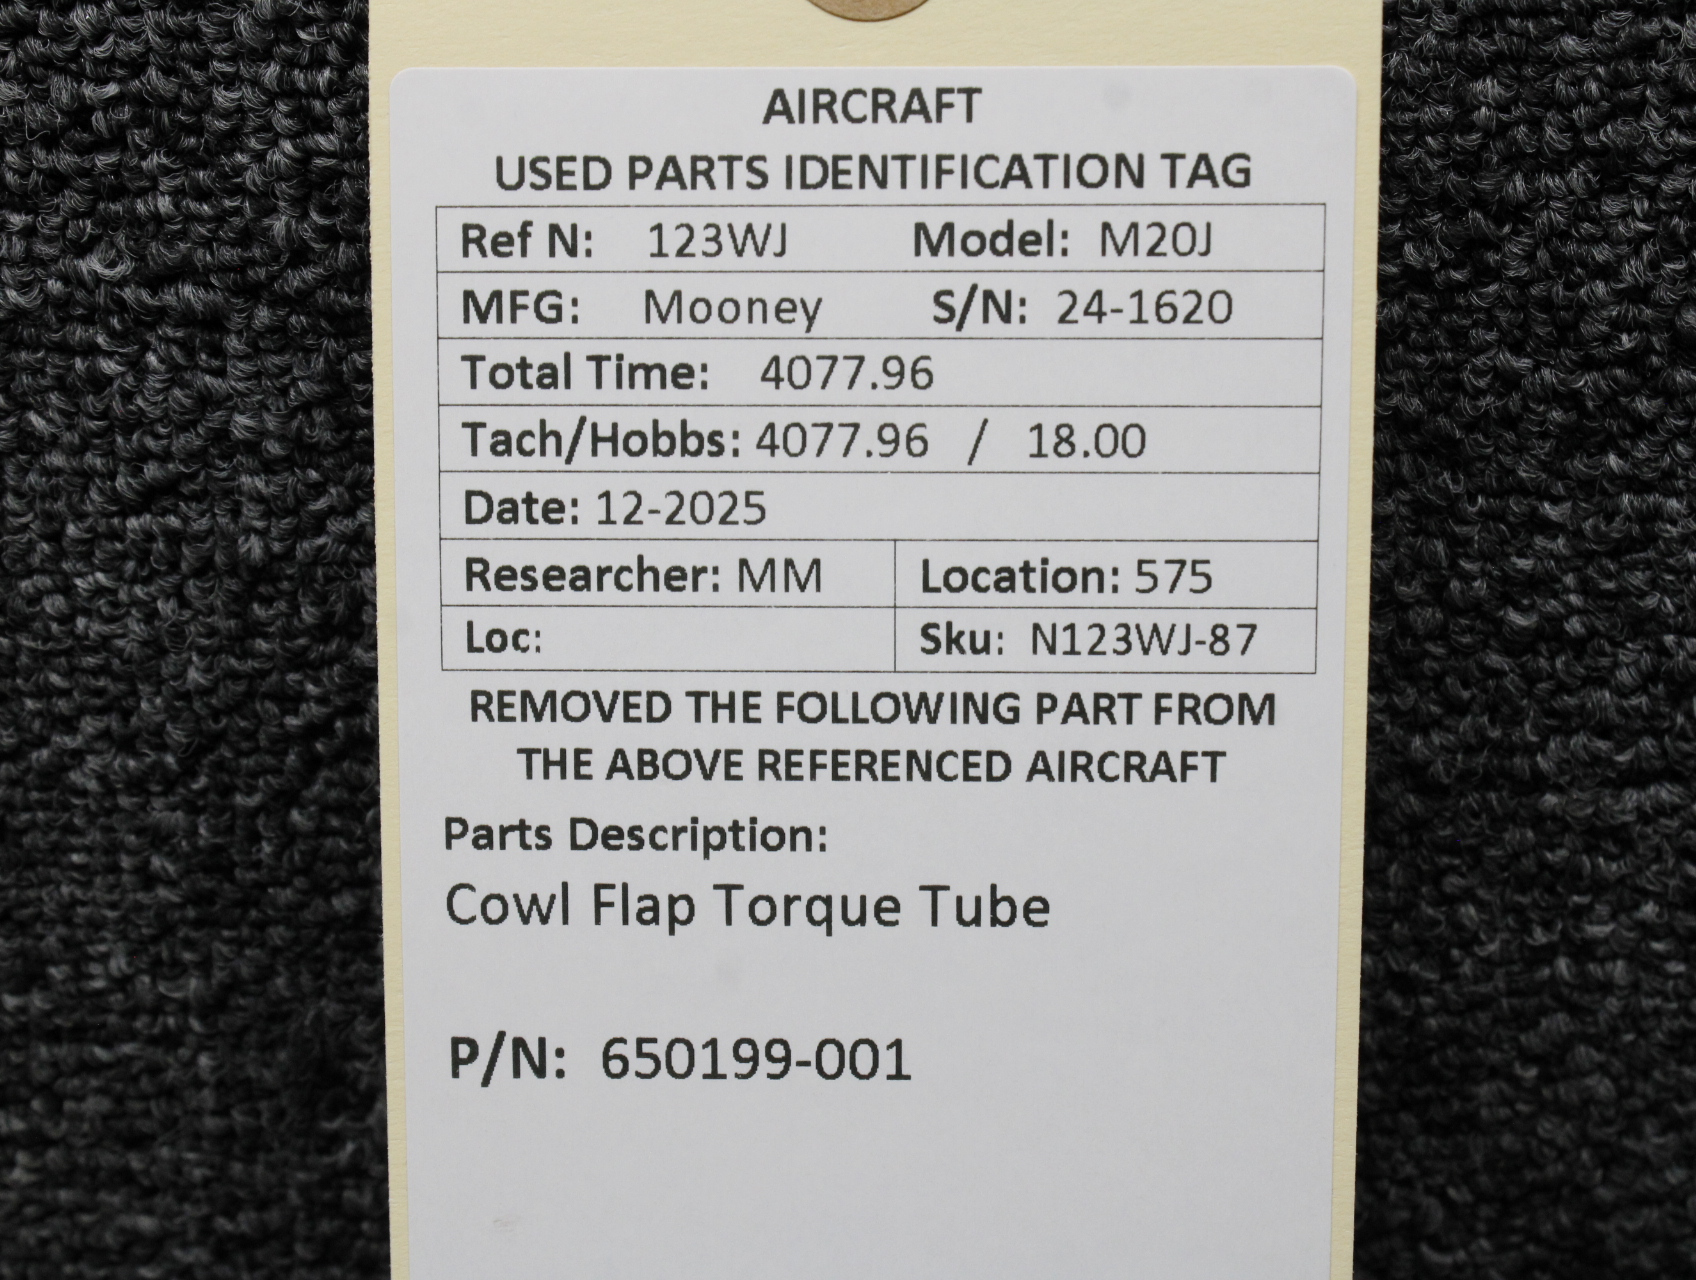 AIRCRAFT
USED PARTS IDENTIFICATION TAG
Ref N: 123WJ Model: M20J
MFG: Mooney S/N: 24-1620
Total Time: 4077.96
Tach/Hobbs: 4077.96 / 18.00
Date: 12-2025
Researcher: MM Location: 575
Loc: Sku: N123WJ-87
REMOVED THE FOLLOWING PART FROM
THE ABOVE REFERENCED AIRCRAFT
Parts Description:
Cowl Flap Torque Tube
P/N: 650199-001